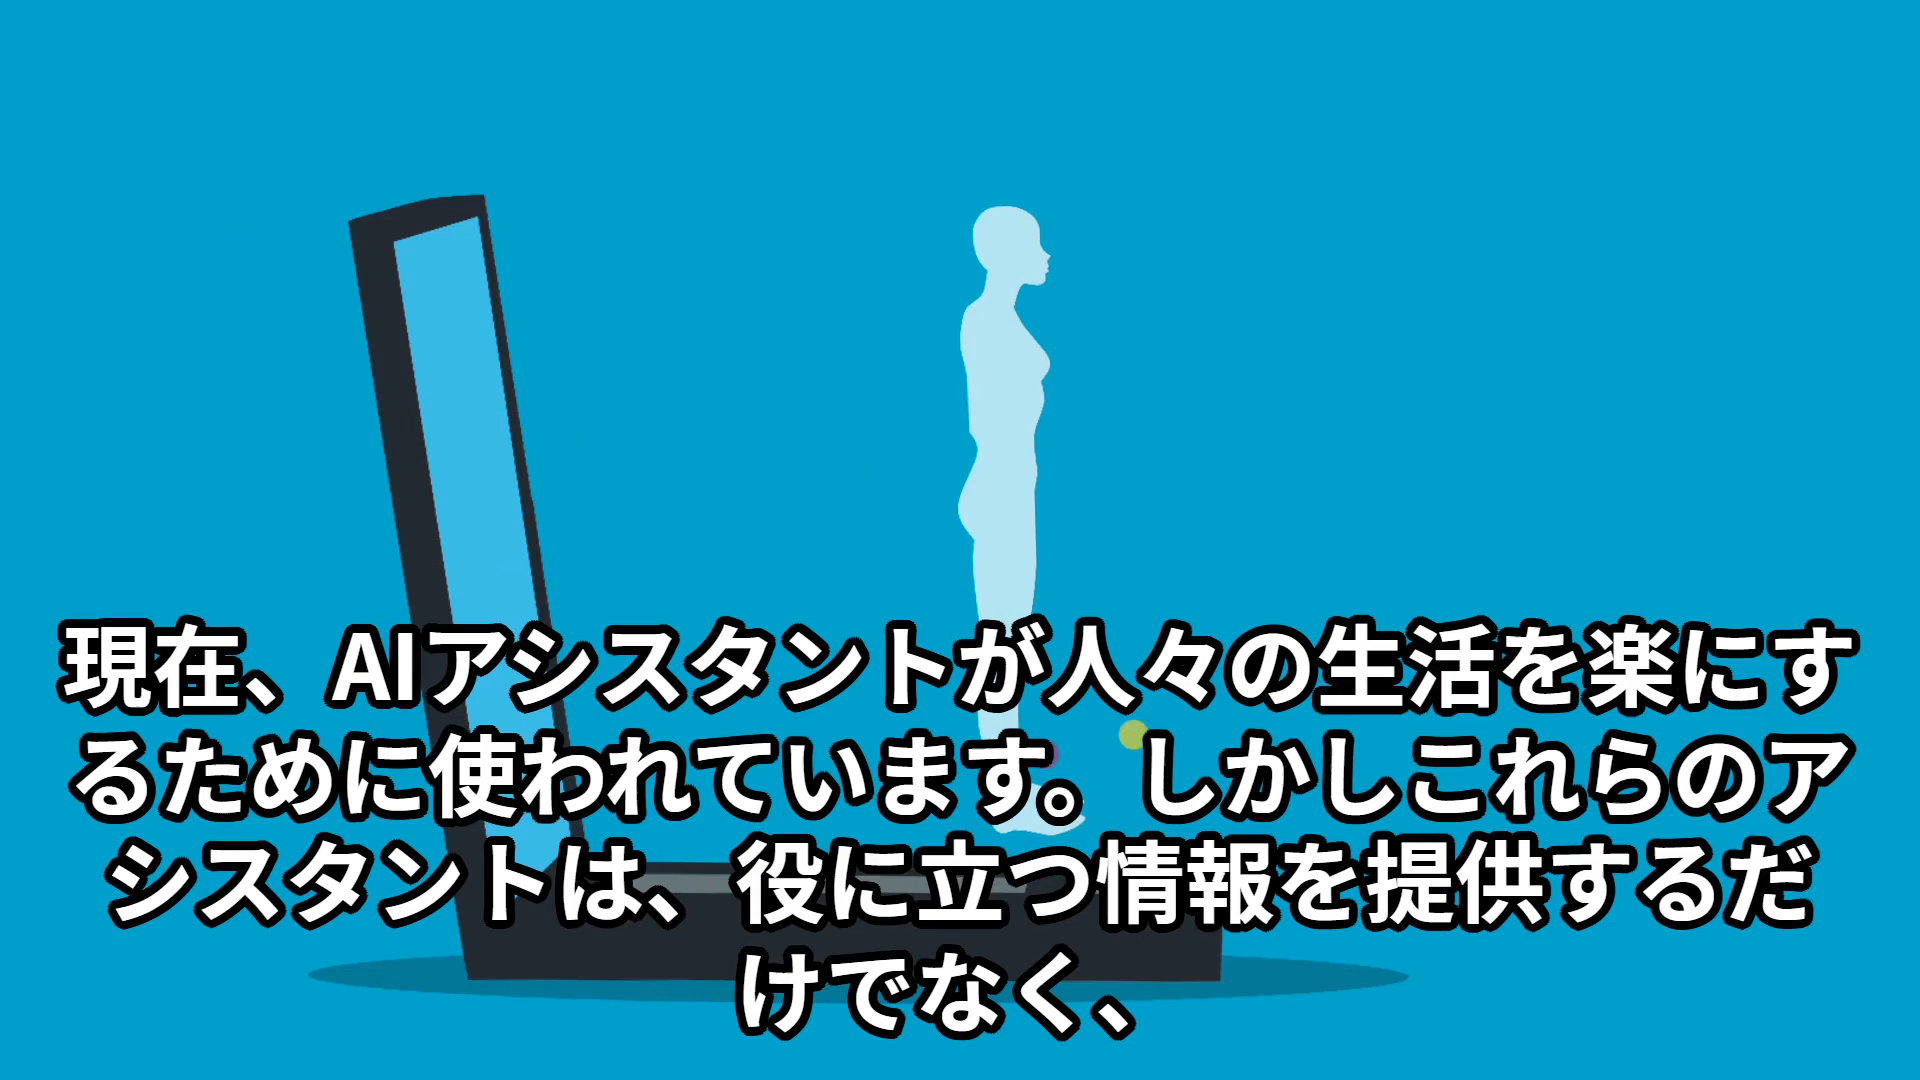 現在、AIアシスタントが人々の生活を楽にす
るために使われています。しかしこれらのア
シスタントは、役に立つ情報を提供するだ
けでなく、